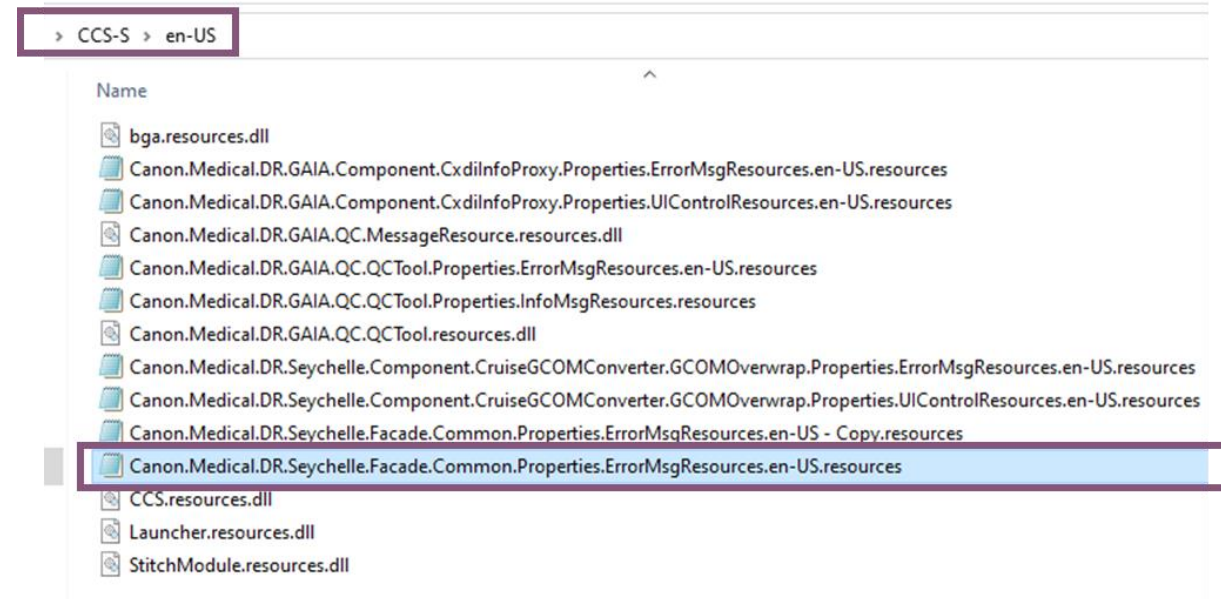 > CCS-S > en-US
Name
bga.resources.dll
Canon.Medical.DR.GAIA.Component.CxdiInfoProxy.Properties.ErrorMsgResources.en-US.resources
Canon.Medical.DR.GAIA.Component.CxdiInfoProxy.Properties.UIControlResources.en-US.resources
Canon.Medical.DR.GAIA.QC.MessageResource.resources.dll
Canon.Medical.DR.GAIA.QC.QCTool.Properties.ErrorMsgResources.en-US.resources
Canon.Medical.DR.GAIA.QC.QCTool.Properties.InfoMsgResources.resources
Canon.Medical.DR.GAIA.QC.QCTool.resources.dll
Canon.Medical.DR.Seychelle.Component.CruiseGCOMConverter.GCOMOverwrap.Properties.ErrorMsgResources.en-US.resources
Canon.Medical.DR.Seychelle.Component.CruiseGCOMConverter.GCOMOverwrap.Properties.UIControlResources.en-US.resources
Canon.Medical.DR.Seychelle.Facade.Common.Properties.ErrorMsgResources.en-US - Copy.resources
Canon.Medical.DR.Seychelle.Facade.Common.Properties.ErrorMsgResources.en-US.resources
CCS.resources.dll
Launcher.resources.dll
StitchModule.resources.dll